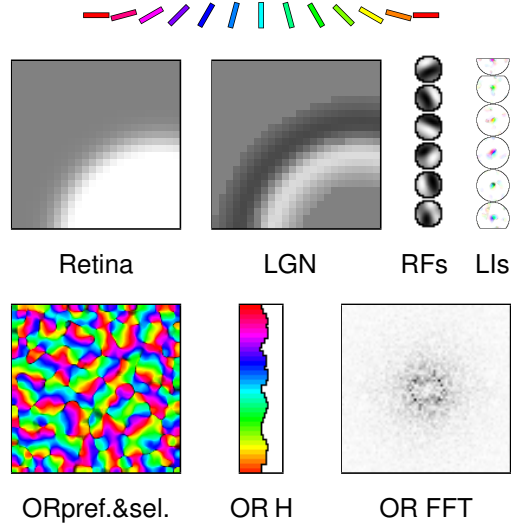 Retina LGN RFs LIs
ORpref.&sel. OR H OR FFT